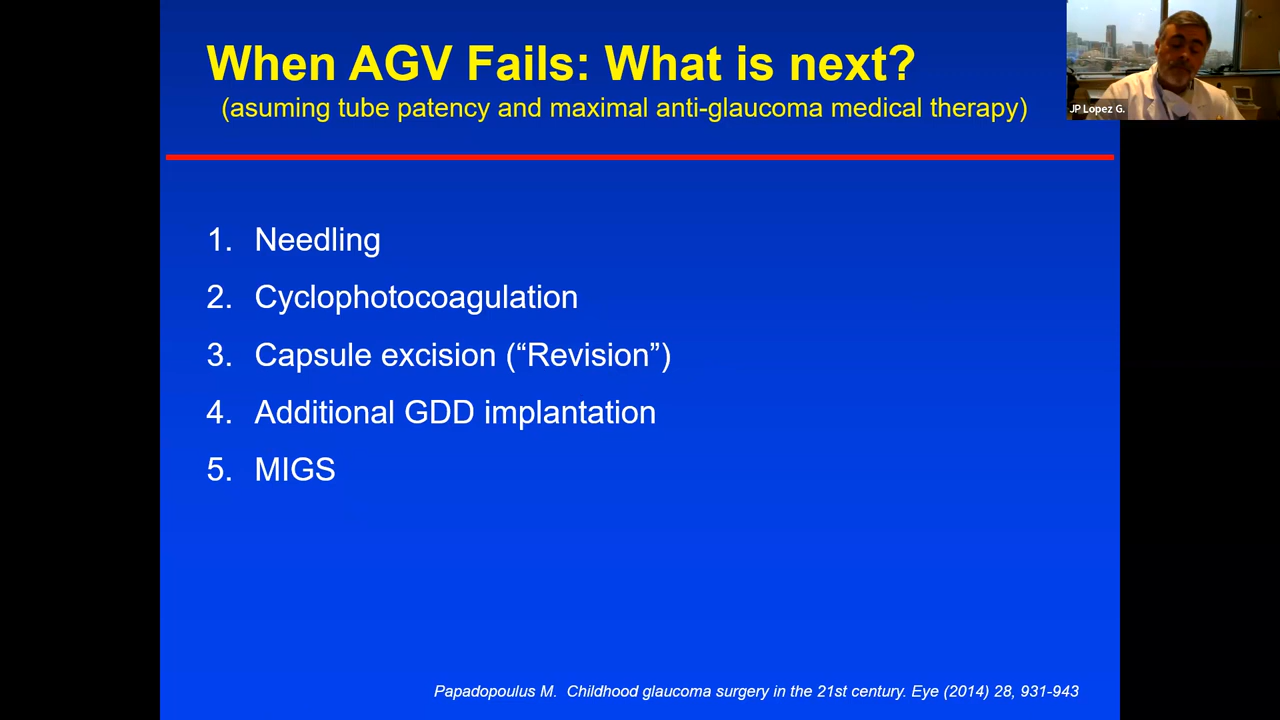 When AGV Fails: What is next?
(asuming tube patency and maximal anti-glaucoma medical therapy)
JP Lopez G.
1. Needling
2. Cyclophotocoagulation
3. Capsule excision (“Revision”)
4. Additional GDD implantation
5. MIGS
Papadopoulus M. Childhood glaucoma surgery in the 21st century. Eye (2014) 28, 931-943